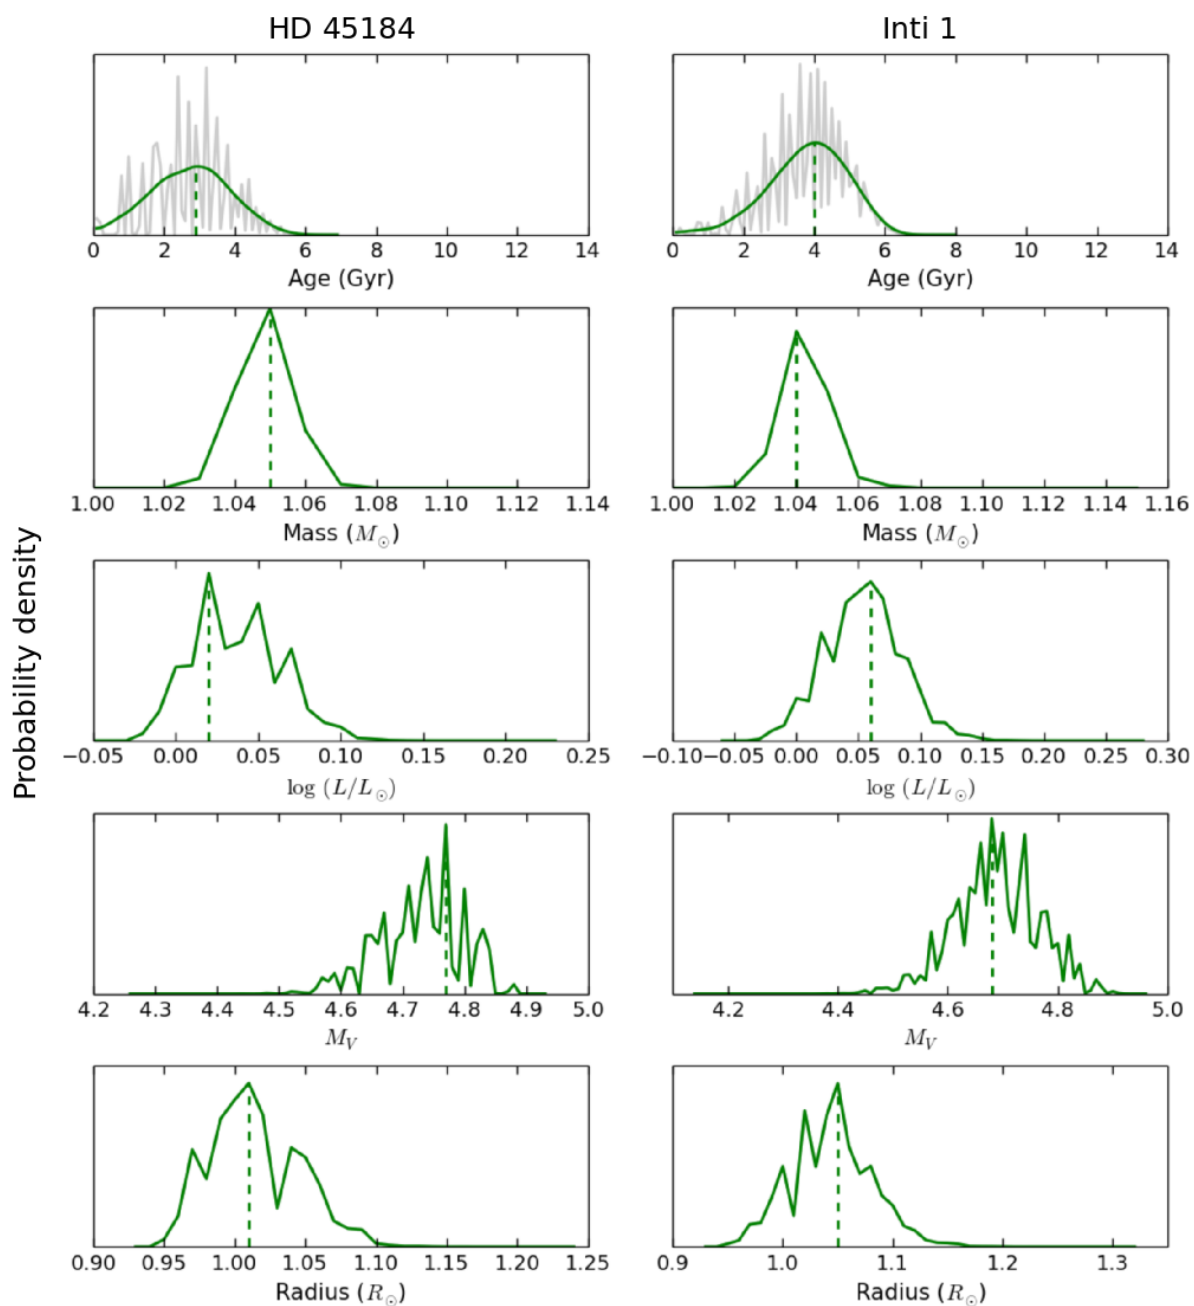 HD 45184 Inti 1
0 2 4 6 8 10 12 14 0 2 4 6 8 10 12 14
Age (Gyr) Age (Gyr)
1.00 1.02 1.04 1.06 1.08 1.10 1.12 1.14 1.00 1.02 1.04 1.06 1.08 1.10 1.12 1.14 1.16
Mass (M☉) Mass (M☉)
Probability density
−0.05 0.00 0.05 0.10 0.15 0.20 0.25 −0.10 −0.05 0.00 0.05 0.10 0.15 0.20 0.25 0.30
log (L/L☉) log (L/L☉)
4.2 4.3 4.4 4.5 4.6 4.7 4.8 4.9 5.0 4.2 4.4 4.6 4.8 5.0
M_V M_V
0.90 0.95 1.00 1.05 1.10 1.15 1.20 1.25 0.9 1.0 1.1 1.2 1.3
Radius (R☉) Radius (R☉)